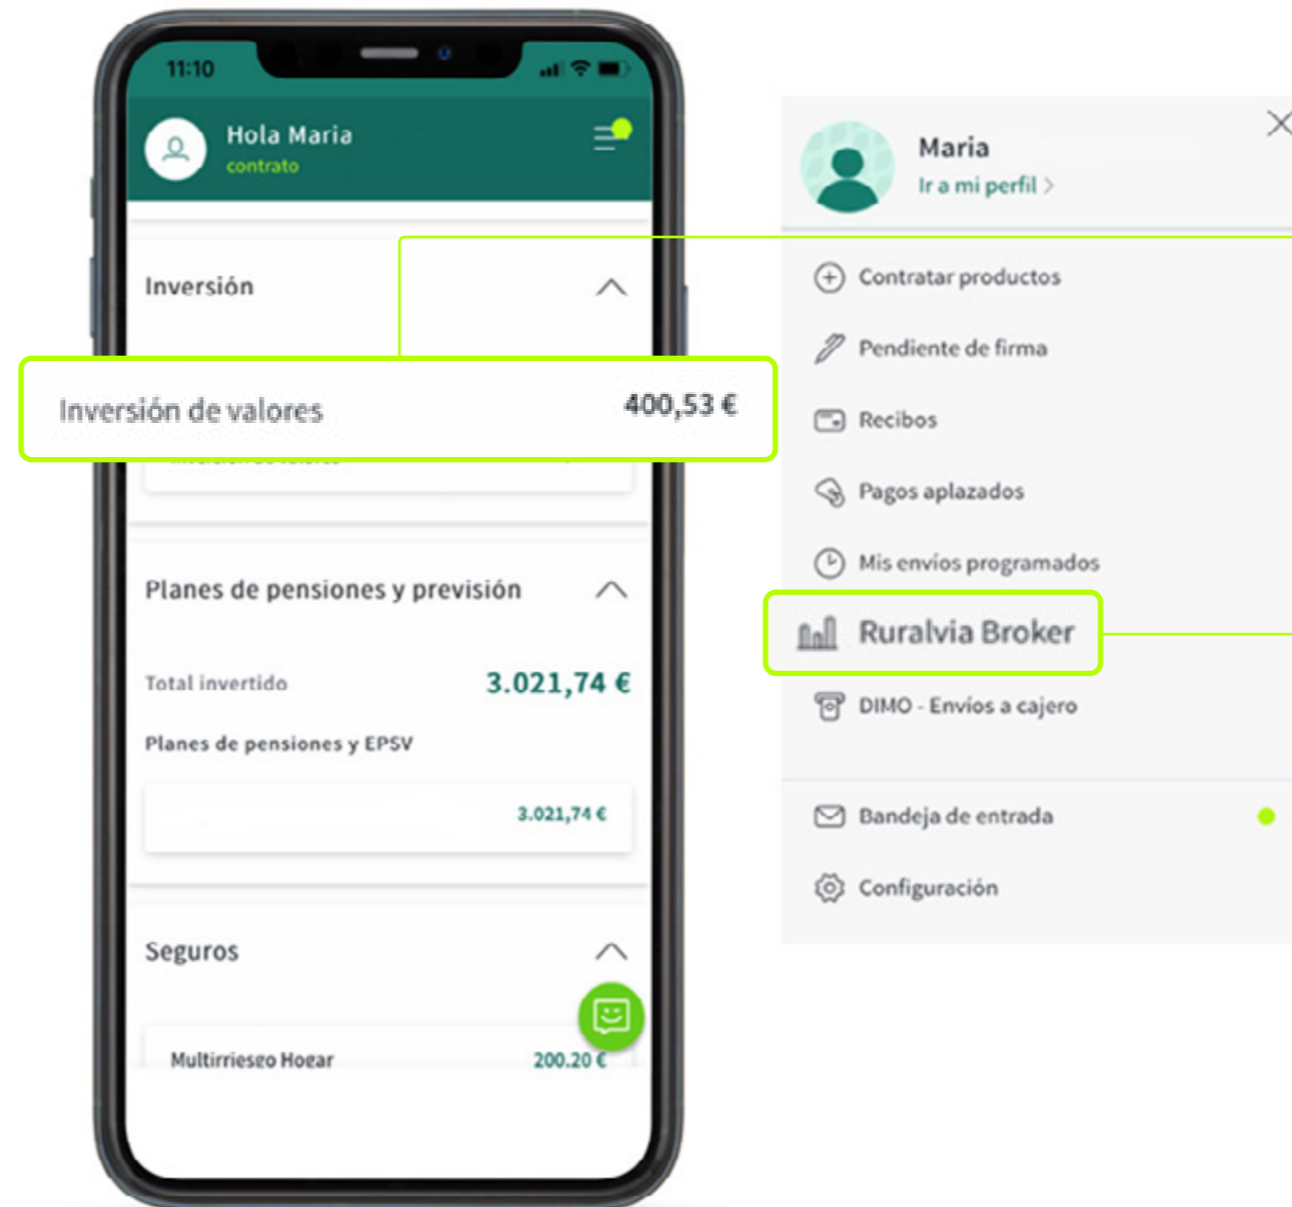 11:10
Hola Maria
contrato
Inversión
Inversión de valores 400,53 €
Planes de pensiones y previsión
Total invertido 3.021,74 €
Planes de pensiones y EPSV
3.021,74 €
Seguros
Multirriesgo Hogar 200.20 €
Maria
Ir a mi perfil >
Contratar productos
Pendiente de firma
Recibos
Pagos aplazados
Mis envíos programados
Ruralvia Broker
DIMO - Envíos a cajero
Bandeja de entrada
Configuración